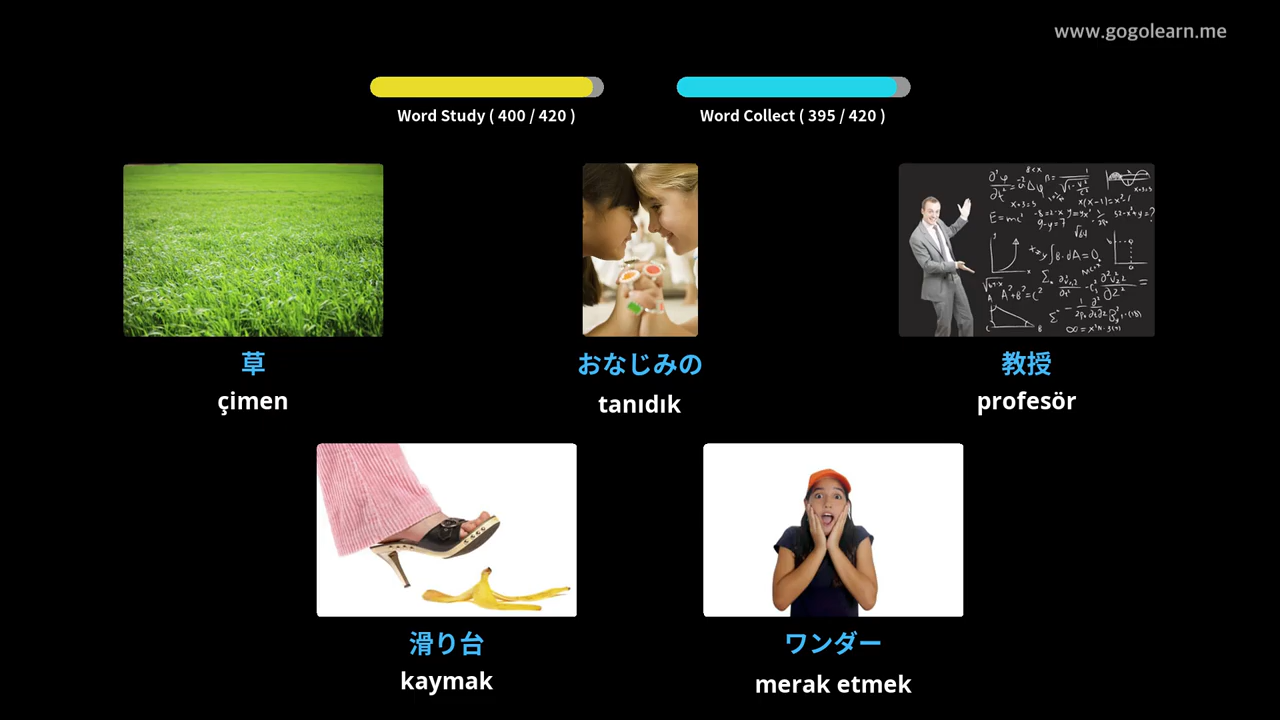 www.gogolearn.me
Word Study ( 400 / 420 )
Word Collect ( 395 / 420 )
草
çimen
おなじみの
tanıdık
教授
profesör
滑り台
kaymak
ワンダー
merak etmek